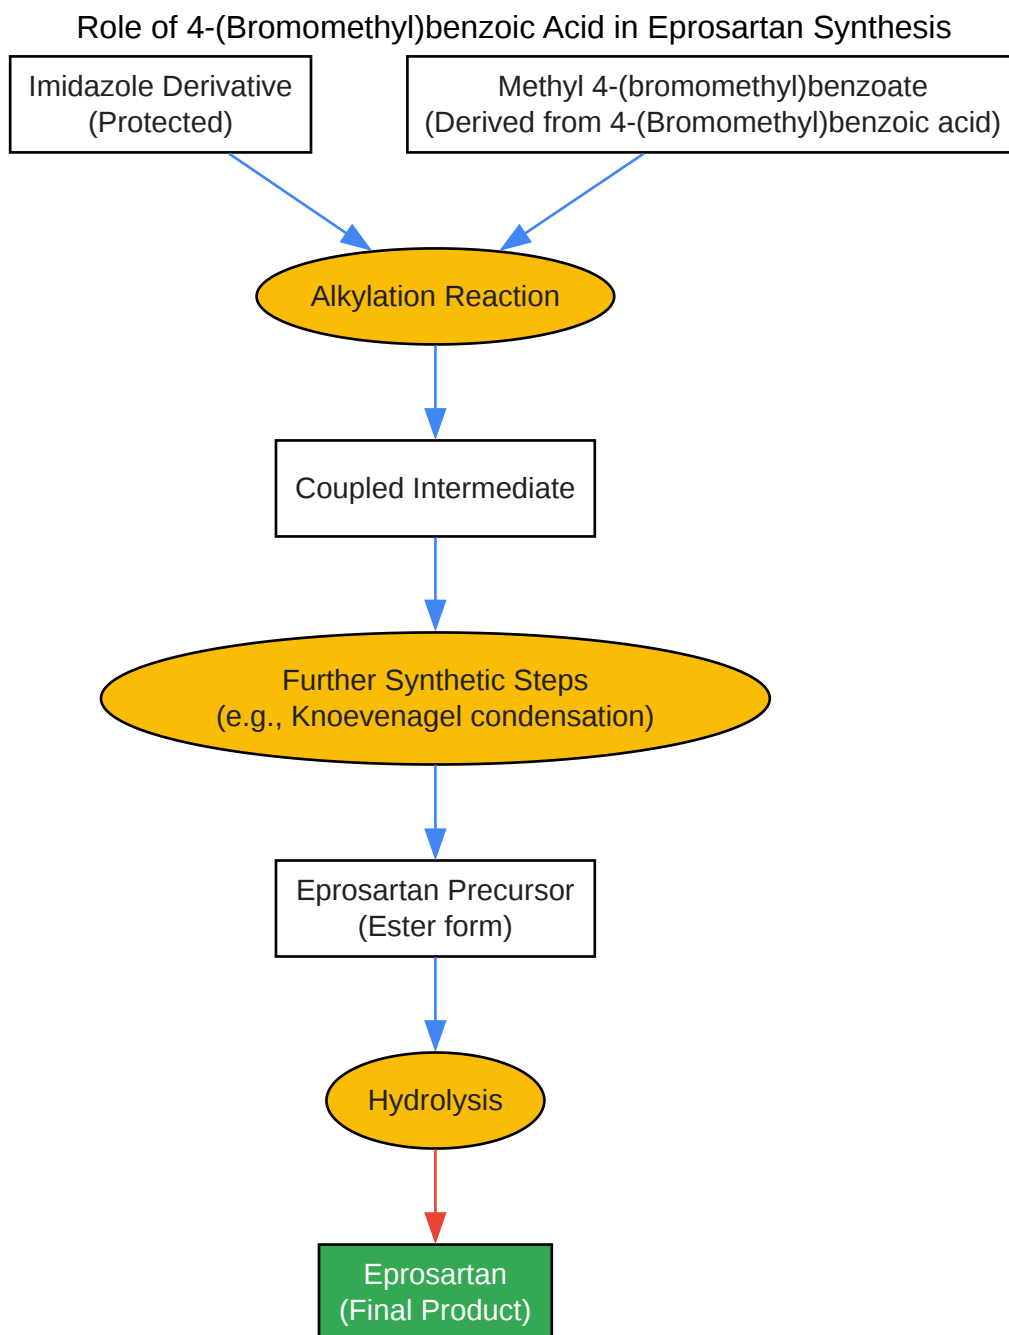 Role of 4-(Bromomethyl)benzoic Acid in Eprosartan Synthesis
Imidazole Derivative
(Protected)
Methyl 4-(bromomethyl)benzoate
(Derived from 4-(Bromomethyl)benzoic acid)
Alkylation Reaction
Coupled Intermediate
Further Synthetic Steps
(e.g., Knoevenagel condensation)
Eprosartan Precursor
(Ester form)
Hydrolysis
Eprosartan
(Final Product)